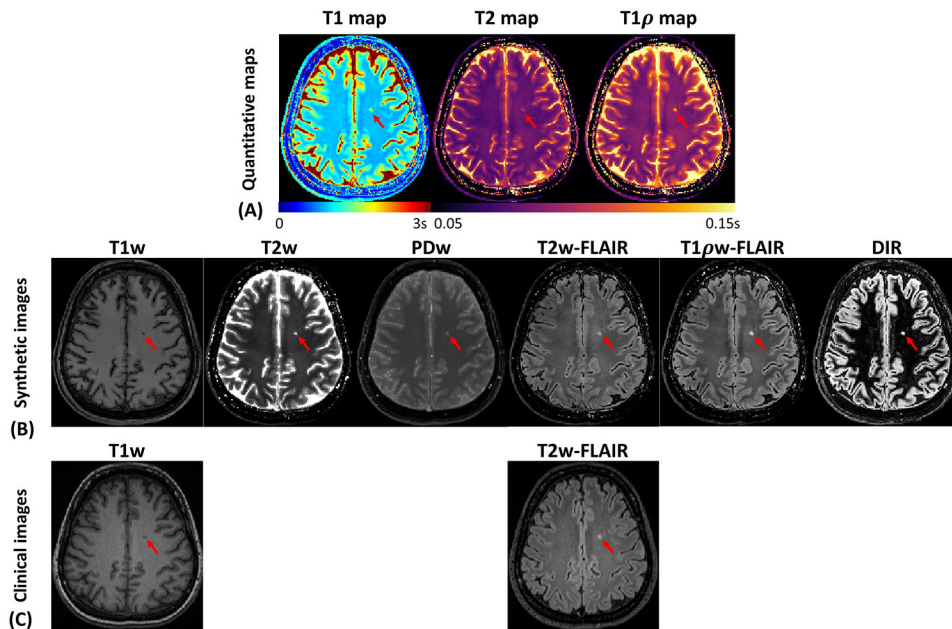 T1 map T2 map T1ρ map
Quantitative maps
(A)
0 3s 0.05 0.15s
T1w T2w PDw T2w-FLAIR T1ρw-FLAIR DIR
Synthetic images
(B)
T1w T2w-FLAIR
Clinical images
(C)